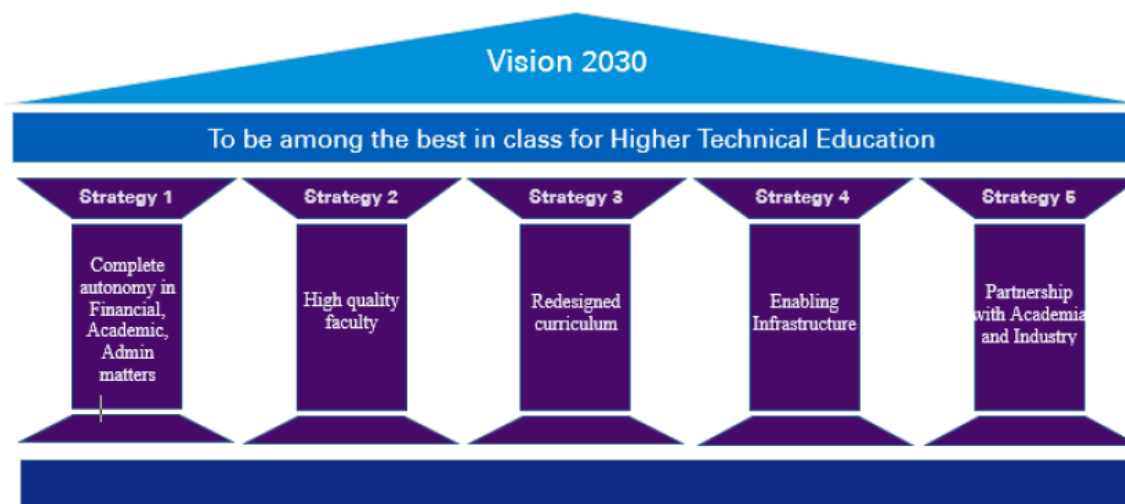 Vision 2030
To be among the best in class for Higher Technical Education
Strategy 1
Strategy 2
Strategy 3
Strategy 4
Strategy 5
Complete
autonomy in
Financial,
Academic,
Admin
matters
High quality
faculty
Redesigned
curriculum
Enabling
Infrastructure
Partnership
with Academia
and Industry